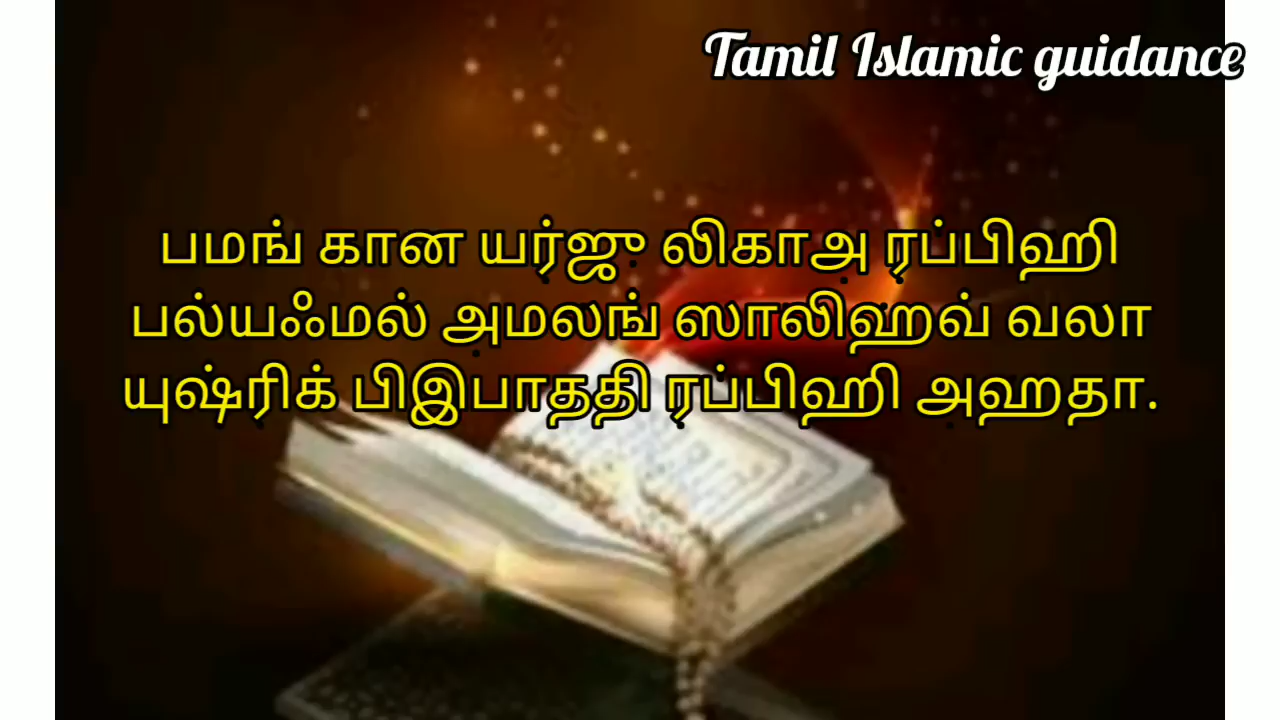 Tamil Islamic guidance
பமங் கான யர்ஜு லிகாஅ ரப்பிஹி
பல்யஃமல் அமலங் ஸாலிஹவ் வலா
யுஷ்ரிக் பிஇபாததி ரப்பிஹி அஹதா.